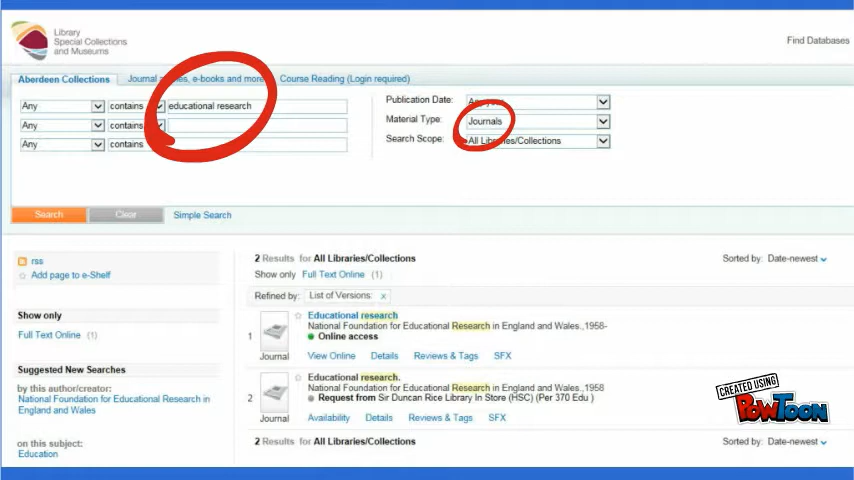 Library
Special Collections
and Museums
Find Databases
Aberdeen Collections Journal a es, e-books and more Course Reading (Login required)
Any contains educational research
Any contains
Any contains
Publication Date:
Material Type: Journals
Search Scope: All Libraries/Collections
Search Clear Simple Search
rss
Add page to e-Shelf
Show only
Full Text Online (1)
Suggested New Searches
by this author/creator:
National Foundation for Educational Research in
England and Wales
on this subject:
Education
2 Results for All Libraries/Collections Sorted by: Date-newest
Show only Full Text Online (1)
Refined by: List of Versions: x
1
Journal
Educational research
National Foundation for Educational Research in England and Wales.,1958-
Online access
View Online Details Reviews & Tags SFX
2
Journal
Educational research.
National Foundation for Educational Research in England and Wales.,1958
Request from Sir Duncan Rice Library In Store (HSC) (Per 370 Edu )
Availability Details Reviews & Tags SFX
2 Results for All Libraries/Collections Sorted by: Date-newest
CREATED USING
POWTOON